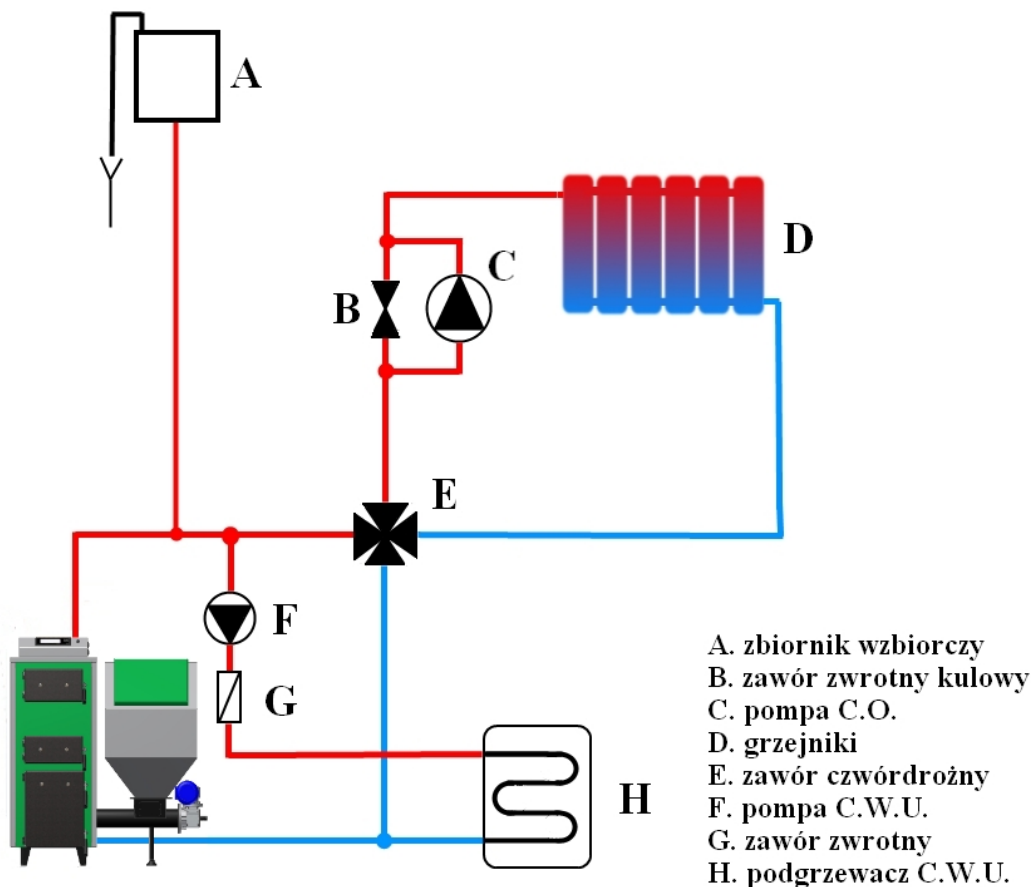 A
B
C
D
E
F
G
H
A. zbiornik wzbiorczy
B. zawór zwrotny kulowy
C. pompa C.O.
D. grzejniki
E. zawór czwórdrożny
F. pompa C.W.U.
G. zawór zwrotny
H. podgrzewacz C.W.U.